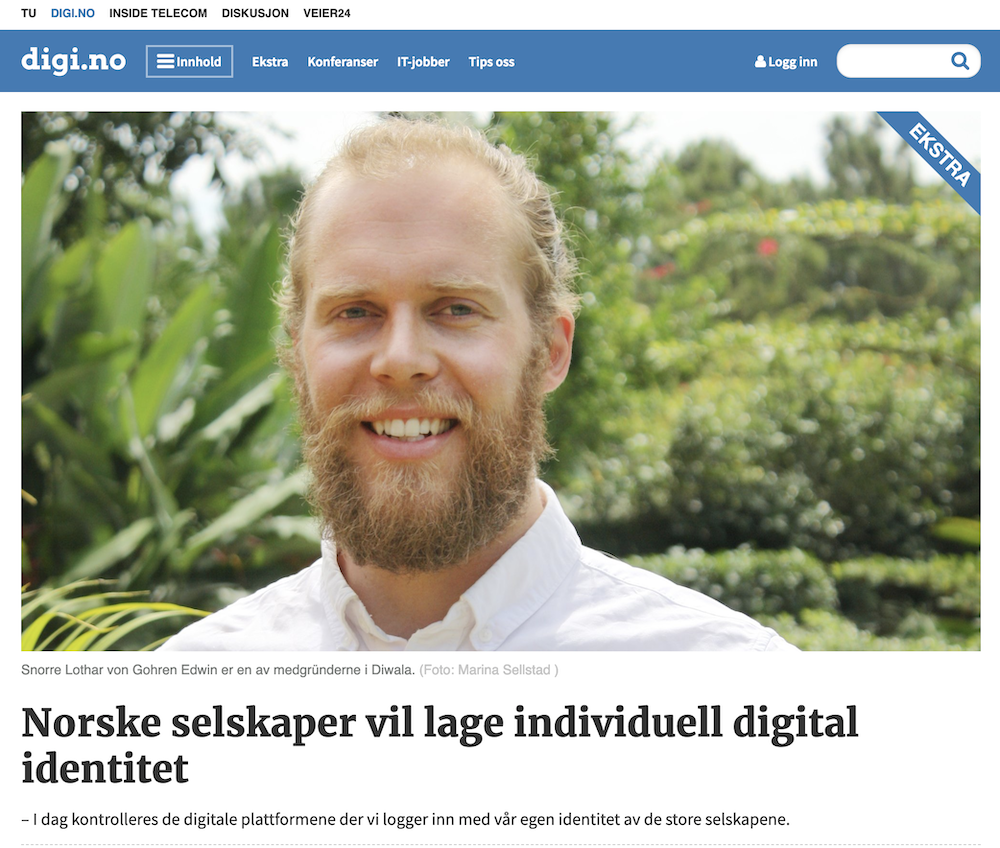 TU DIGI.NO INSIDE TELECOM DISKUSJON VEIER24
digi.no Innhold Ekstra Konferanser IT-jobber Tips oss Logg inn
EKSTRA
Snorre Lothar von Gohren Edwin er en av medgründerne i Diwala. (Foto: Marina Sellstad )
Norske selskaper vil lage individuell digital
identitet
– I dag kontrolleres de digitale plattformene der vi logger inn med vår egen identitet av de store selskapene.